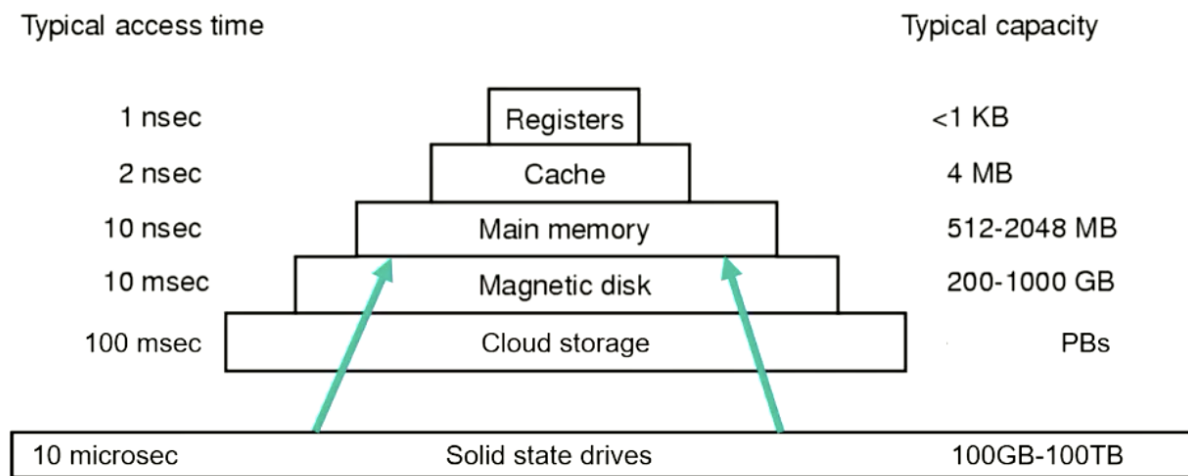 Typical access time Typical capacity
1 nsec Registers <1 KB
2 nsec Cache 4 MB
10 nsec Main memory 512-2048 MB
10 msec Magnetic disk 200-1000 GB
100 msec Cloud storage PBs
10 microsec Solid state drives 100GB-100TB